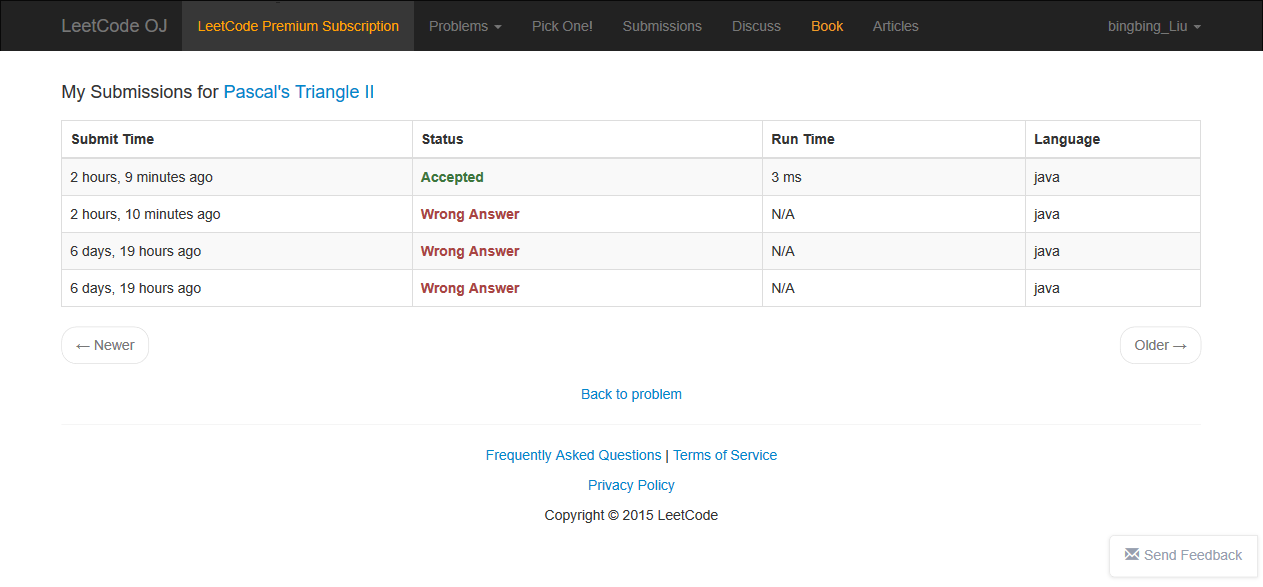 LeetCode OJ LeetCode Premium Subscription Problems Pick One! Submissions Discuss Book Articles bingbing_Liu
My Submissions for Pascal's Triangle II
Submit Time Status Run Time Language
2 hours, 9 minutes ago Accepted 3 ms java
2 hours, 10 minutes ago Wrong Answer N/A java
6 days, 19 hours ago Wrong Answer N/A java
6 days, 19 hours ago Wrong Answer N/A java
← Newer Older →
Back to problem
Frequently Asked Questions | Terms of Service
Privacy Policy
Copyright © 2015 LeetCode
Send Feedback